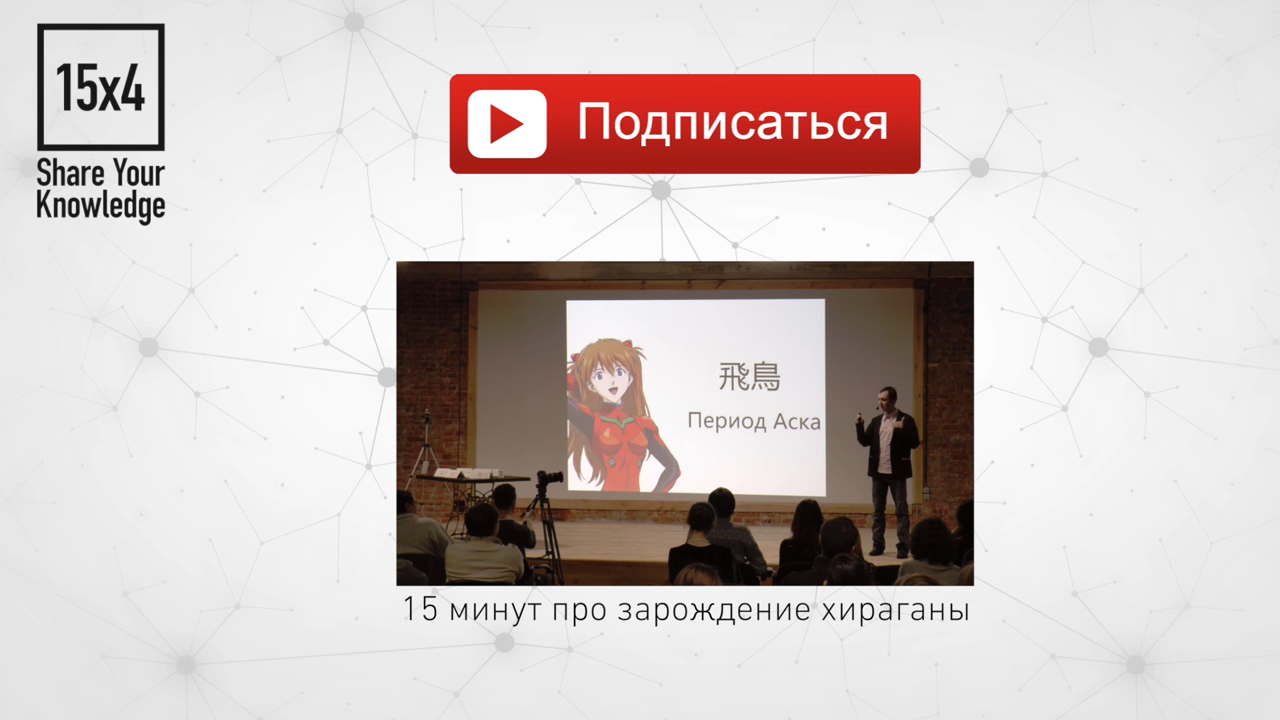 15x4
Share Your
Knowledge
Подписаться
飛鳥
Период Аска
15 минут про зарождение хираганы